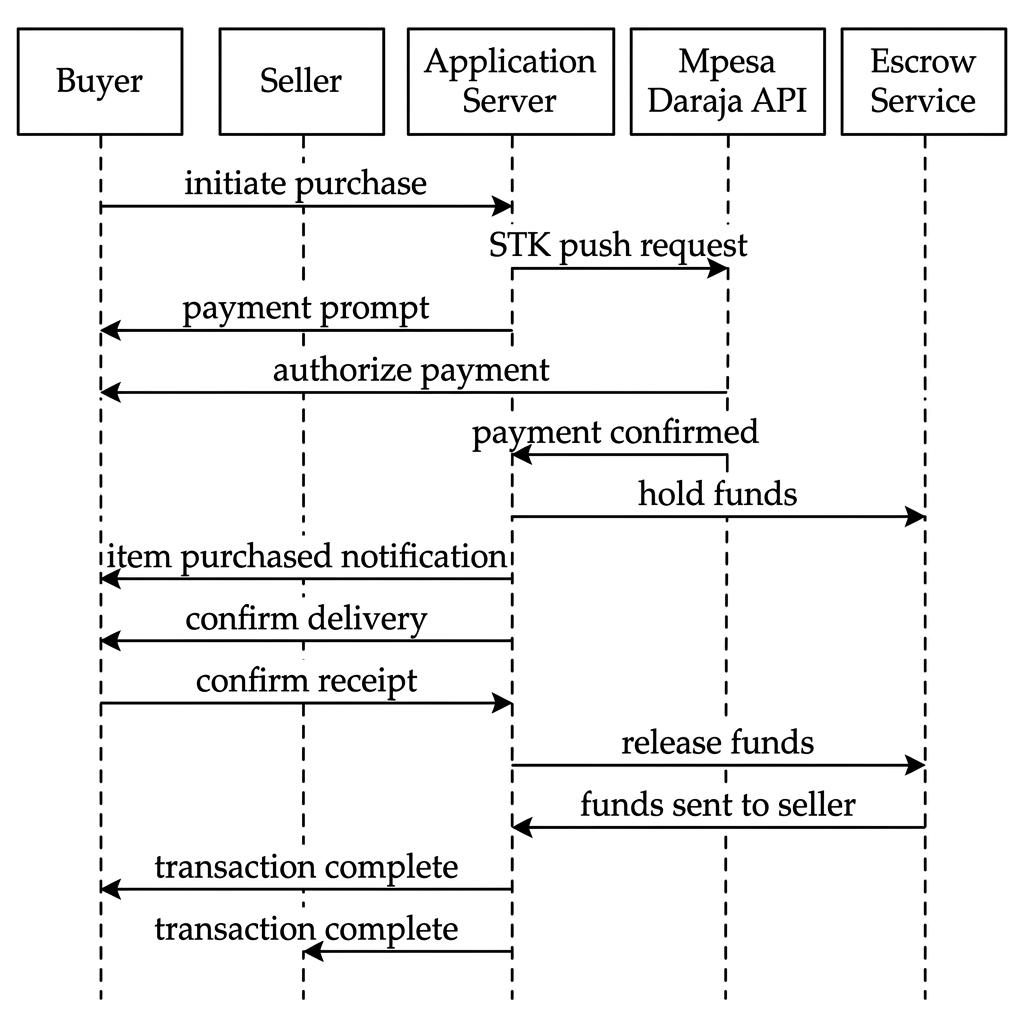 Buyer
Seller
Application
Server
Mpesa
Daraja API
Escrow
Service
initiate purchase
STK push request
payment prompt
authorize payment
payment confirmed
hold funds
item purchased notification
confirm delivery
confirm receipt
release funds
funds sent to seller
transaction complete
transaction complete